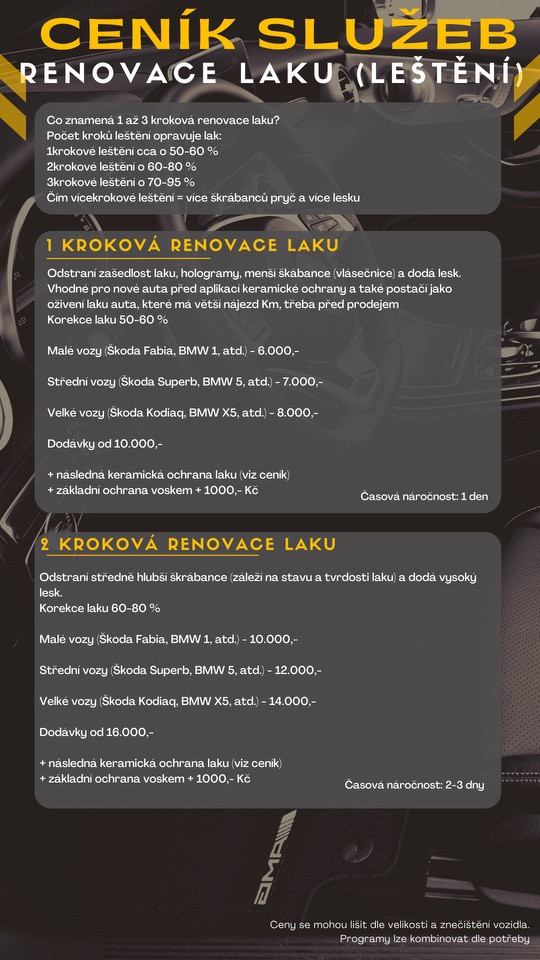 CENÍK SLUŽEB
RENOVACE LAKU (LEŠTĚNÍ)
Co znamená 1 až 3 kroková renovace laku?
Počet kroků leštění opravuje lak:
1krokové leštění cca o 50-60 %
2krokové leštění o 60-80 %
3krokové leštění o 70-95 %
Čím vícekrokové leštění = více škrábanců pryč a více lesku
1 KROKOVÁ RENOVACE LAKU
Odstraní zašedlost laku, hologramy, menší škábance (vlásečnice) a dodá lesk.
Vhodné pro nové auta před aplikací keramické ochrany a také postačí jako
oživení laku auta, které má větší nájezd Km, třeba před prodejem
Korekce laku 50-60 %
Malé vozy (Škoda Fabia, BMW 1, atd.) - 6.000,-
Střední vozy (Škoda Superb, BMW 5, atd.) - 7.000,-
Velké vozy (Škoda Kodiaq, BMW X5, atd.) - 8.000,-
Dodávky od 10.000,-
+ následná keramická ochrana laku (viz ceník)
+ základní ochrana voskem + 1000,- Kč
Časová náročnost: 1 den
2 KROKOVÁ RENOVACE LAKU
Odstraní středně hlubší škrábance (záleží na stavu a tvrdosti laku) a dodá vysoký
lesk.
Korekce laku 60-80 %
Malé vozy (Škoda Fabia, BMW 1, atd.) - 10.000,-
Střední vozy (Škoda Superb, BMW 5, atd.) - 12.000,-
Velké vozy (Škoda Kodiaq, BMW X5, atd.) - 14.000,-
Dodávky od 16.000,-
+ následná keramická ochrana laku (viz ceník)
+ základní ochrana voskem + 1000,- Kč
Časová náročnost: 2-3 dny
AMG
Ceny se mohou lišit dle velikosti a znečištění vozidla.
Programy lze kombinovat dle potřeby